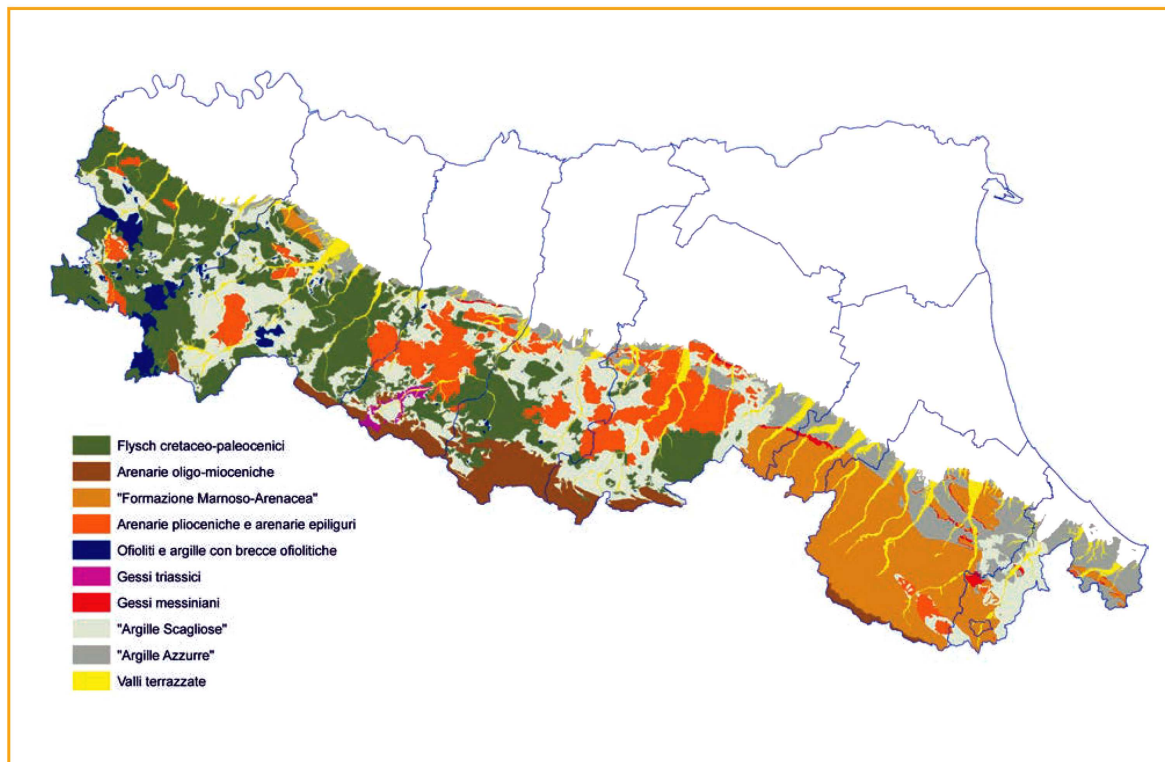 Flysch cretaceo-paleocenici
Arenarie oligo-mioceniche
"Formazione Marnoso-Arenacea"
Arenarie plioceniche e arenarie epiliguri
Ofioliti e argille con brecce ofiolitiche
Gessi triassici
Gessi messiniani
"Argille Scagliose"
"Argille Azzurre"
Valli terrazzate